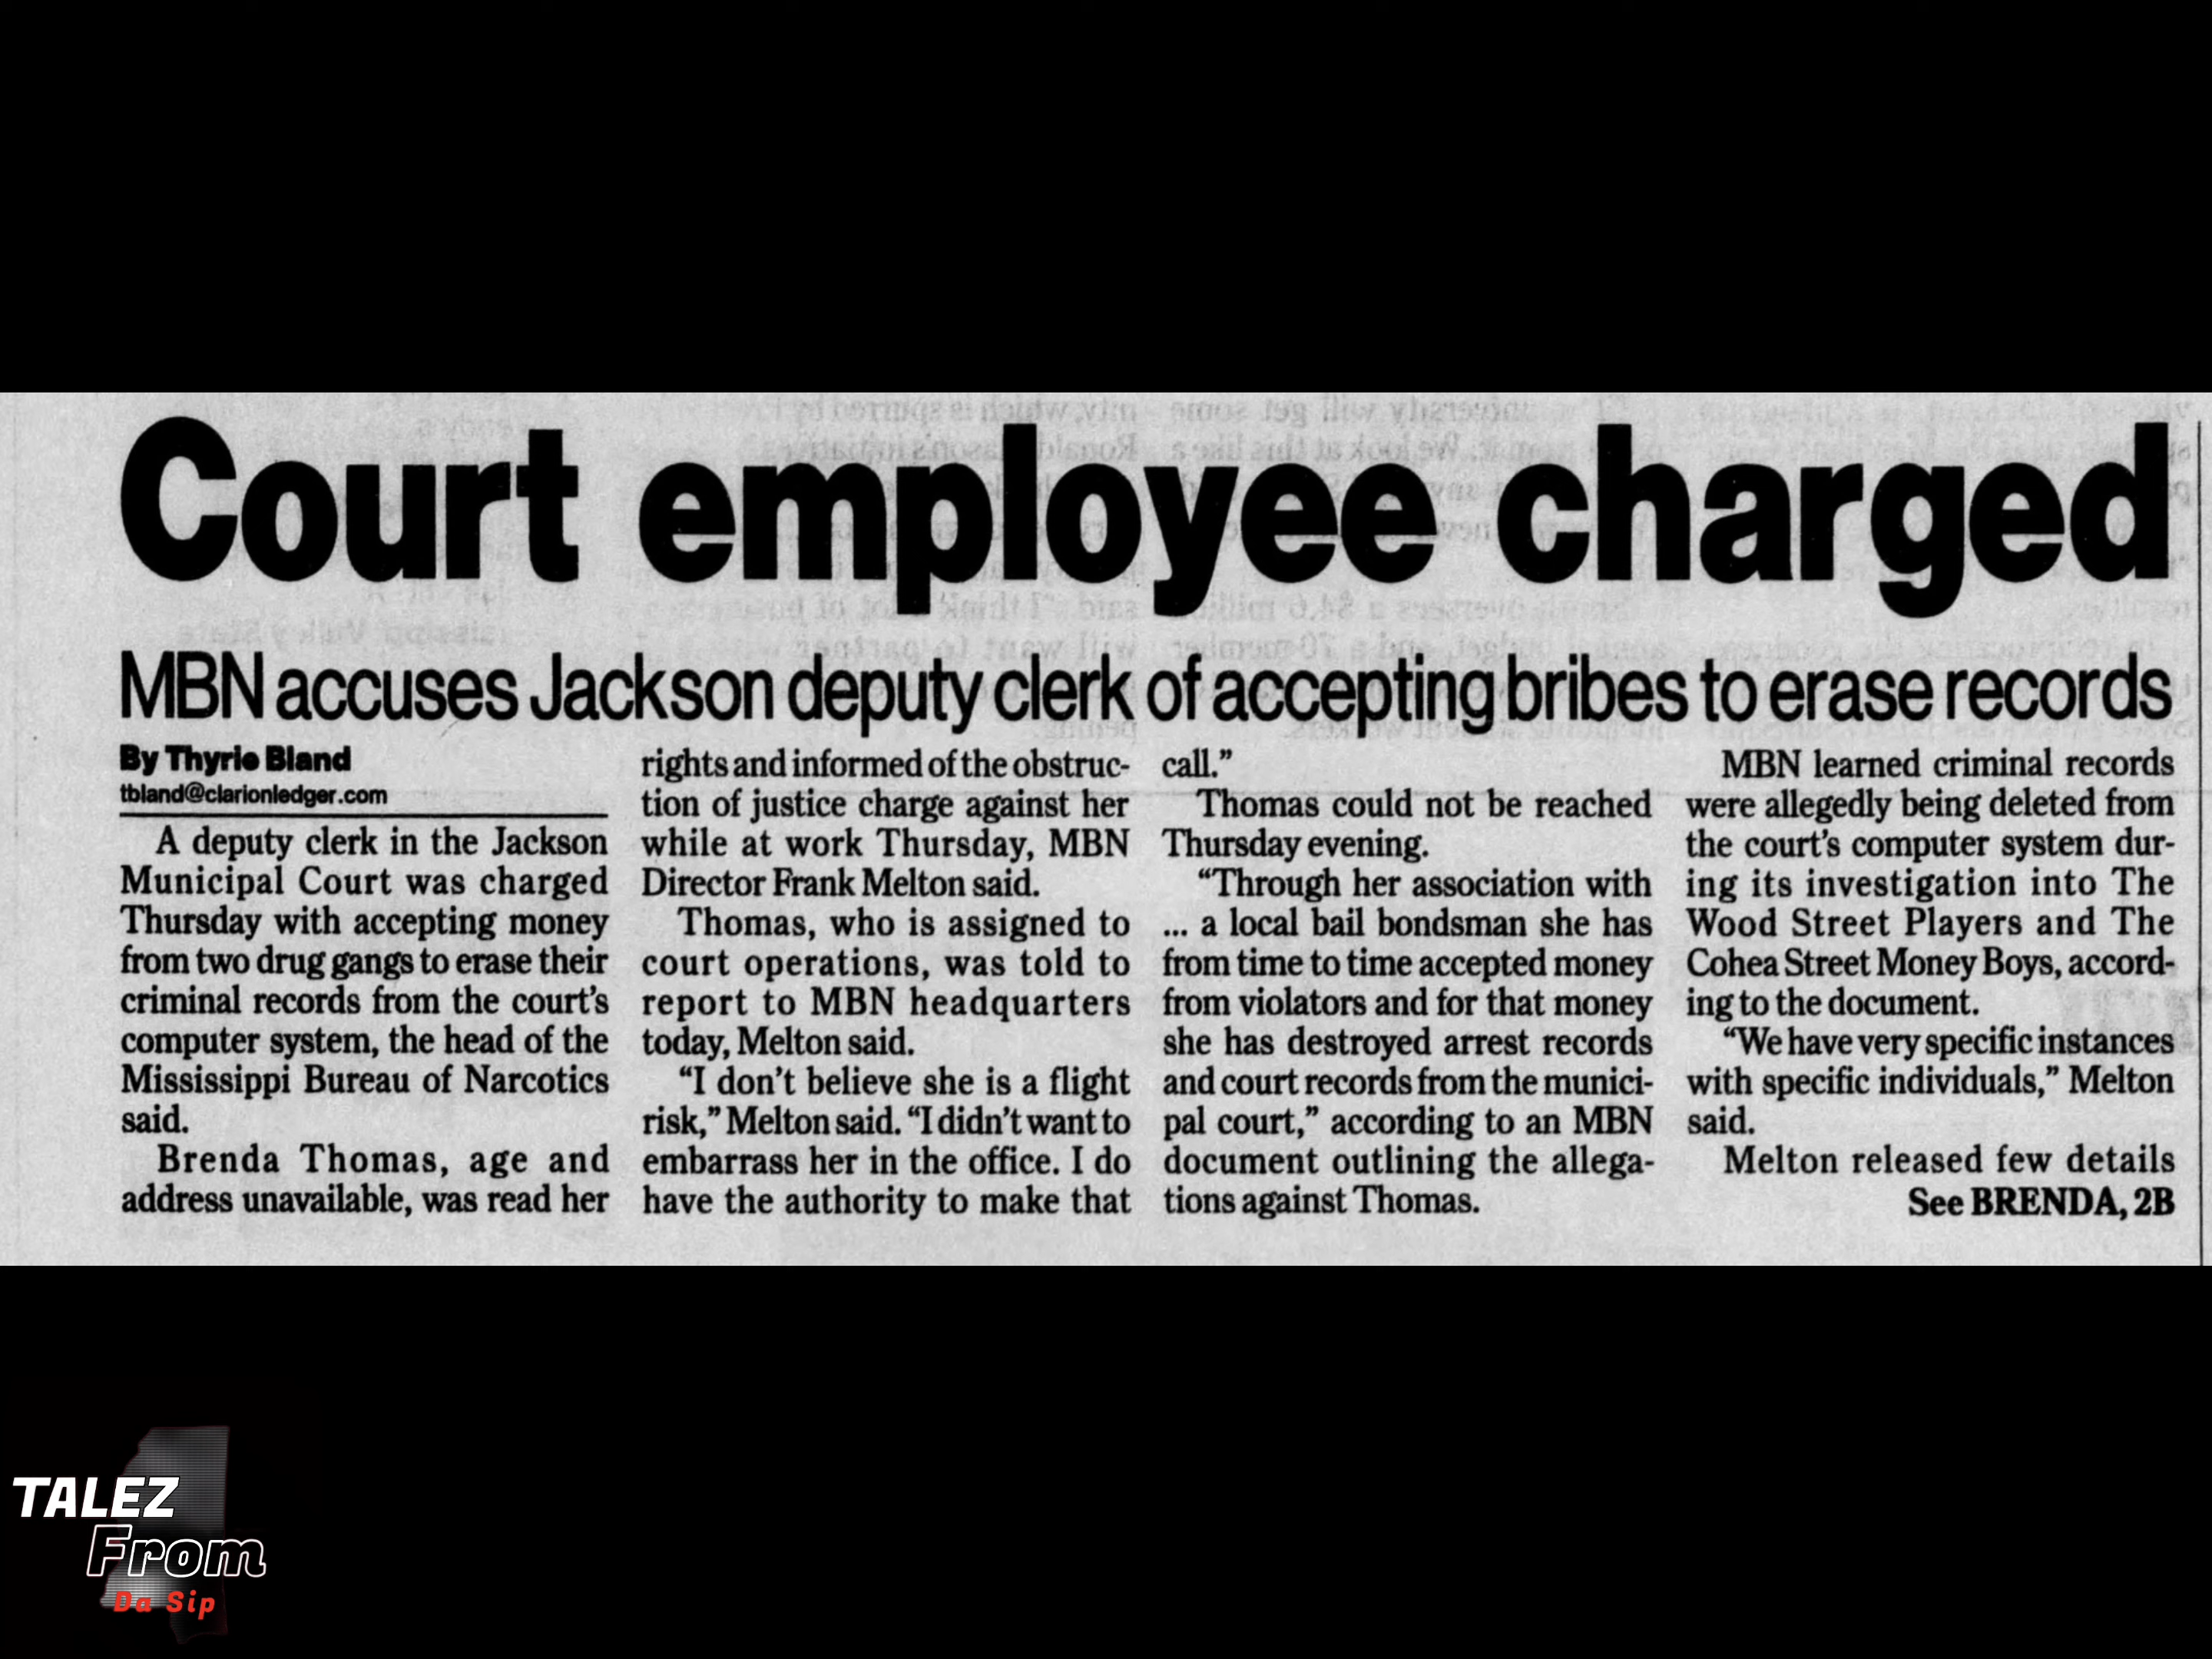 Court employee charged
MBN accuses Jackson deputy clerk of accepting bribes to erase records
By Thyrie Bland
tbland@clarionledger.com
A deputy clerk in the Jackson
Municipal Court was charged
Thursday with accepting money
from two drug gangs to erase their
criminal records from the court's
computer system, the head of the
Mississippi Bureau of Narcotics
said.
Brenda Thomas, age and
address unavailable, was read her
rights and informed of the obstruc-
tion of justice charge against her
while at work Thursday, MBN
Director Frank Melton said.
Thomas, who is assigned to
court operations, was told to
report to MBN headquarters
today, Melton said.
“I don't believe she is a flight
risk,” Melton said. “I didn't want to
embarrass her in the office. I do
have the authority to make that
call.”
Thomas could not be reached
Thursday evening.
“Through her association with
... a local bail bondsman she has
from time to time accepted money
from violators and for that money
she has destroyed arrest records
and court records from the munici-
pal court,” according to an MBN
document outlining the allega-
tions against Thomas.
MBN learned criminal records
were allegedly being deleted from
the court's computer system dur-
ing its investigation into The
Wood Street Players and The
Cohea Street Money Boys, accord-
ing to the document.
“We have very specific instances
with specific individuals,” Melton
said.
Melton released few details
See BRENDA, 2B
TALEZ
From
Da Sip